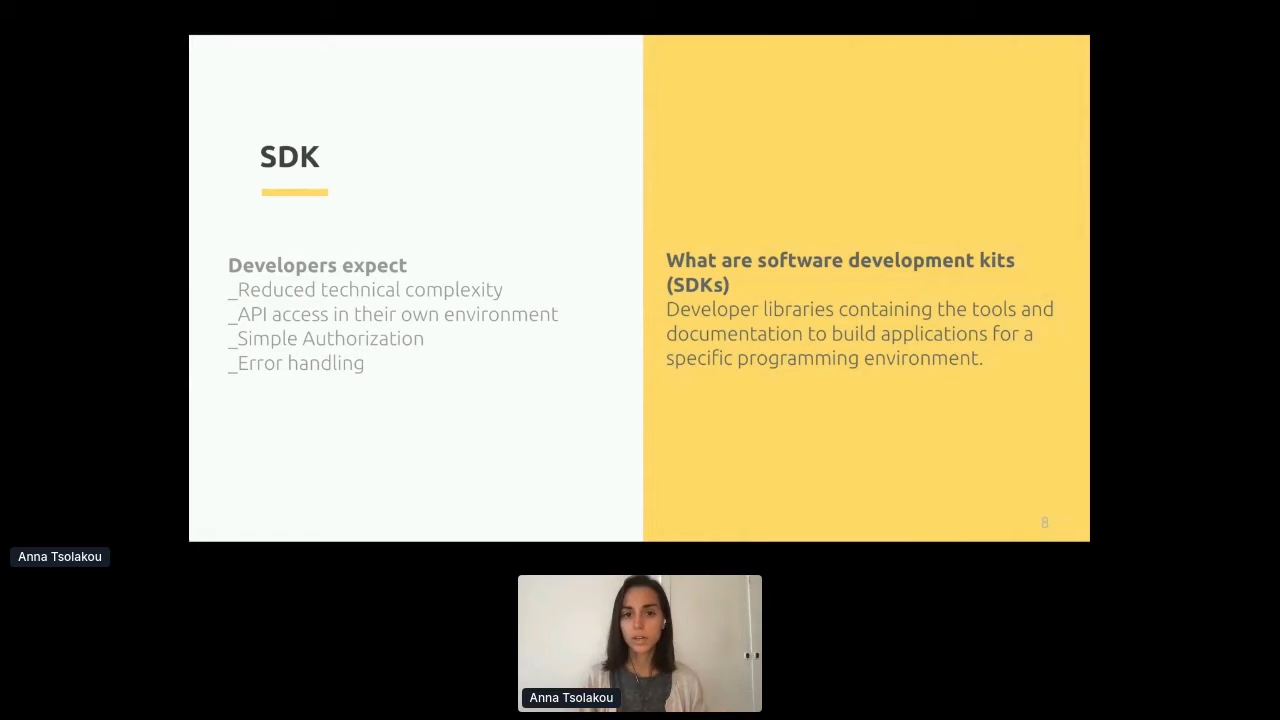 SDK
Developers expect
_Reduced technical complexity
_API access in their own environment
_Simple Authorization
_Error handling
What are software development kits
(SDKs)
Developer libraries containing the tools and
documentation to build applications for a
specific programming environment.
8
Anna Tsolakou
Anna Tsolakou